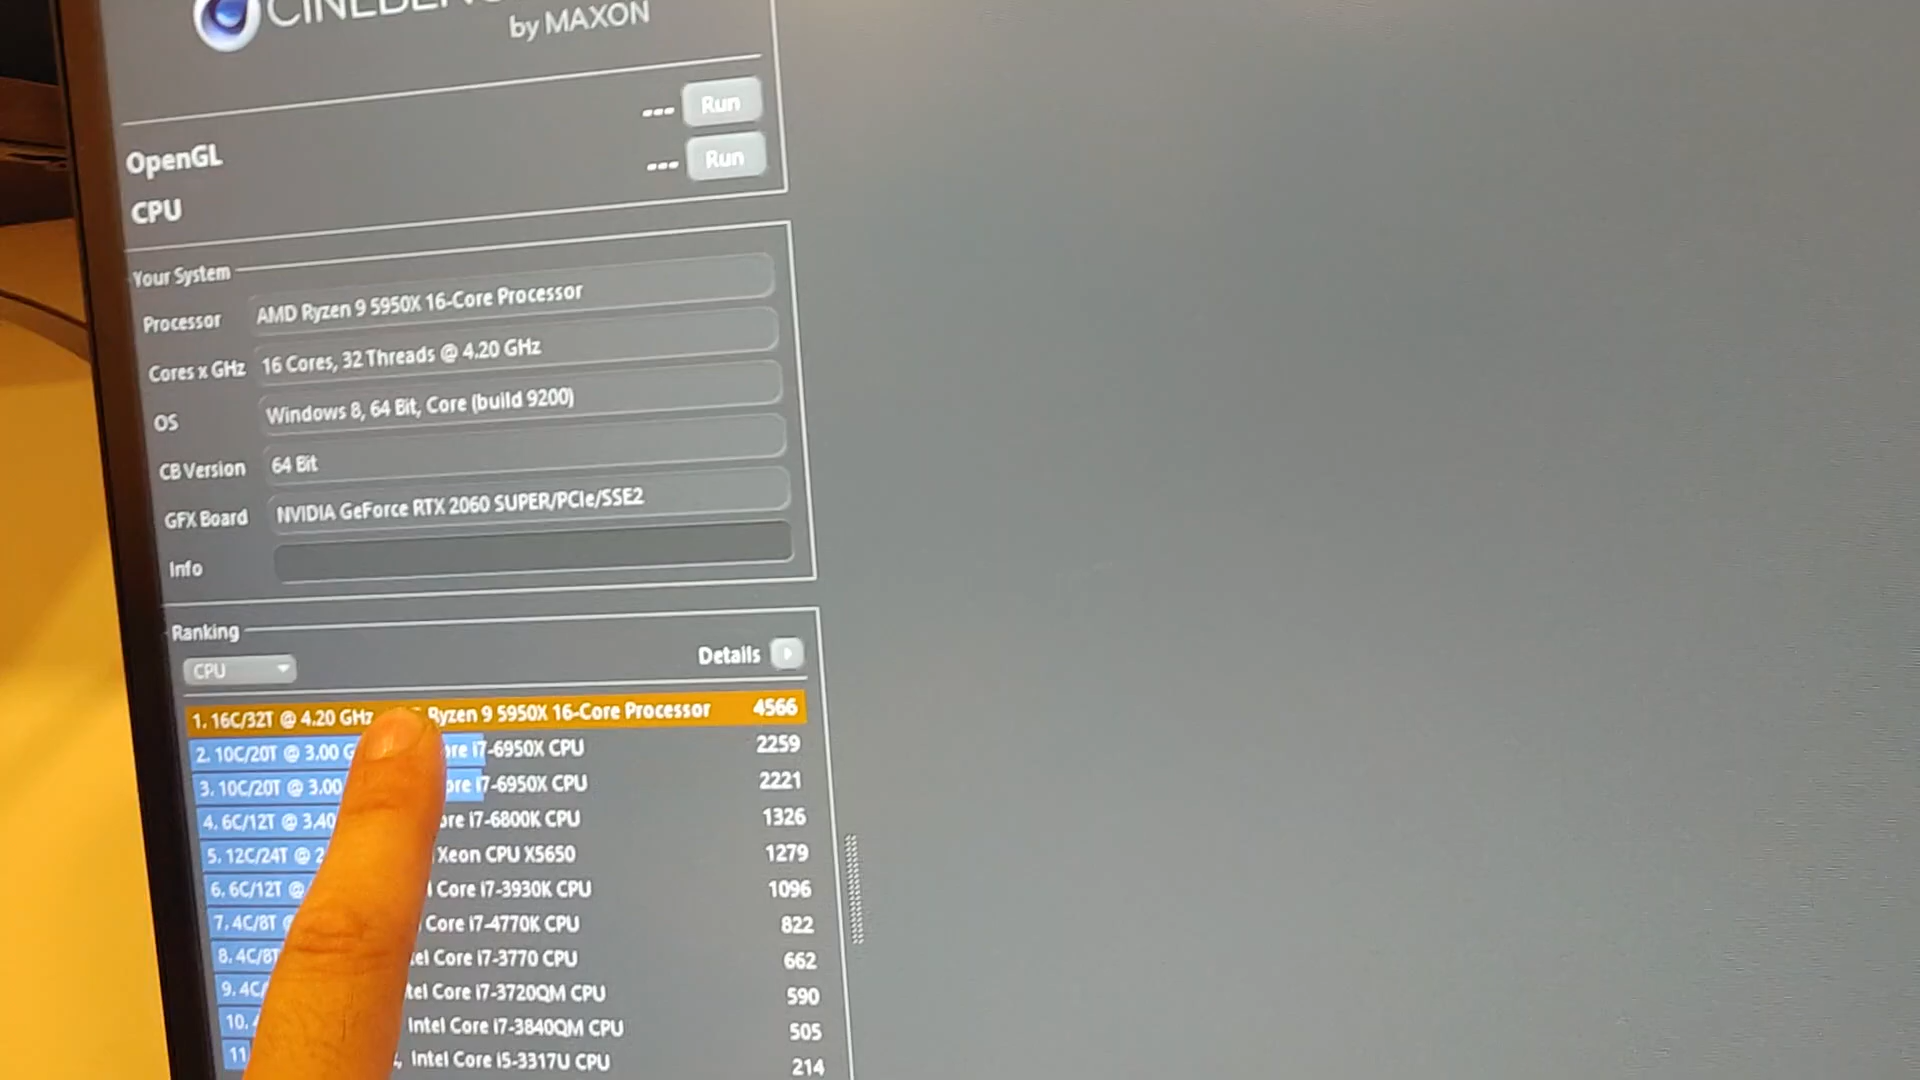 by MAXON
--- Run
OpenGL
--- Run
CPU
Your System
Processor AMD Ryzen 9 5950X 16-Core Processor
Cores x GHz 16 Cores, 32 Threads @ 4.20 GHz
OS Windows 8, 64 Bit, Core (build 9200)
CB Version 64 Bit
GFX Board NVIDIA GeForce RTX 2060 SUPER/PCIe/SSE2
Info
Ranking
CPU Details
1. 16C/32T @ 4.20 GHz Ryzen 9 5950X 16-Core Processor 4566
2. 10C/20T @ 3.00 i7-6950X CPU 2259
3. 10C/20T @ 3.00 i7-6950X CPU 2221
4. 6C/12T @ 3.40 i7-6800K CPU 1326
5. 12C/24T @ Xeon CPU X5650 1279
6. 6C/12T @ Core i7-3930K CPU 1096
7. 4C/8T Core i7-4770K CPU 822
8. 4C/8T Core i7-3770 CPU 662
9. Core i7-3720QM CPU 590
10. Intel Core i7-3840QM CPU 505
11 Intel Core i5-3317U CPU 214